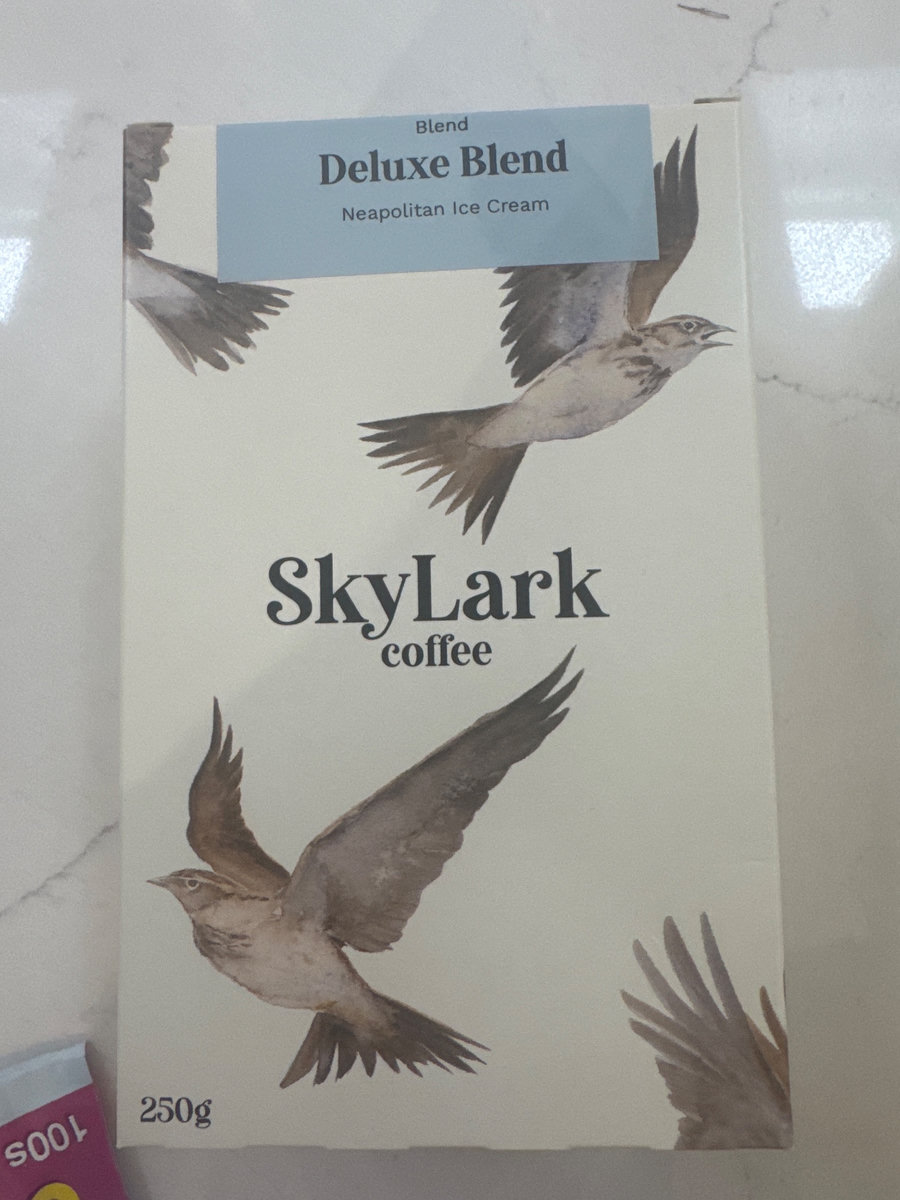 Blend
Deluxe Blend
Neapolitan Ice Cream
SkyLark
coffee
250g
100s